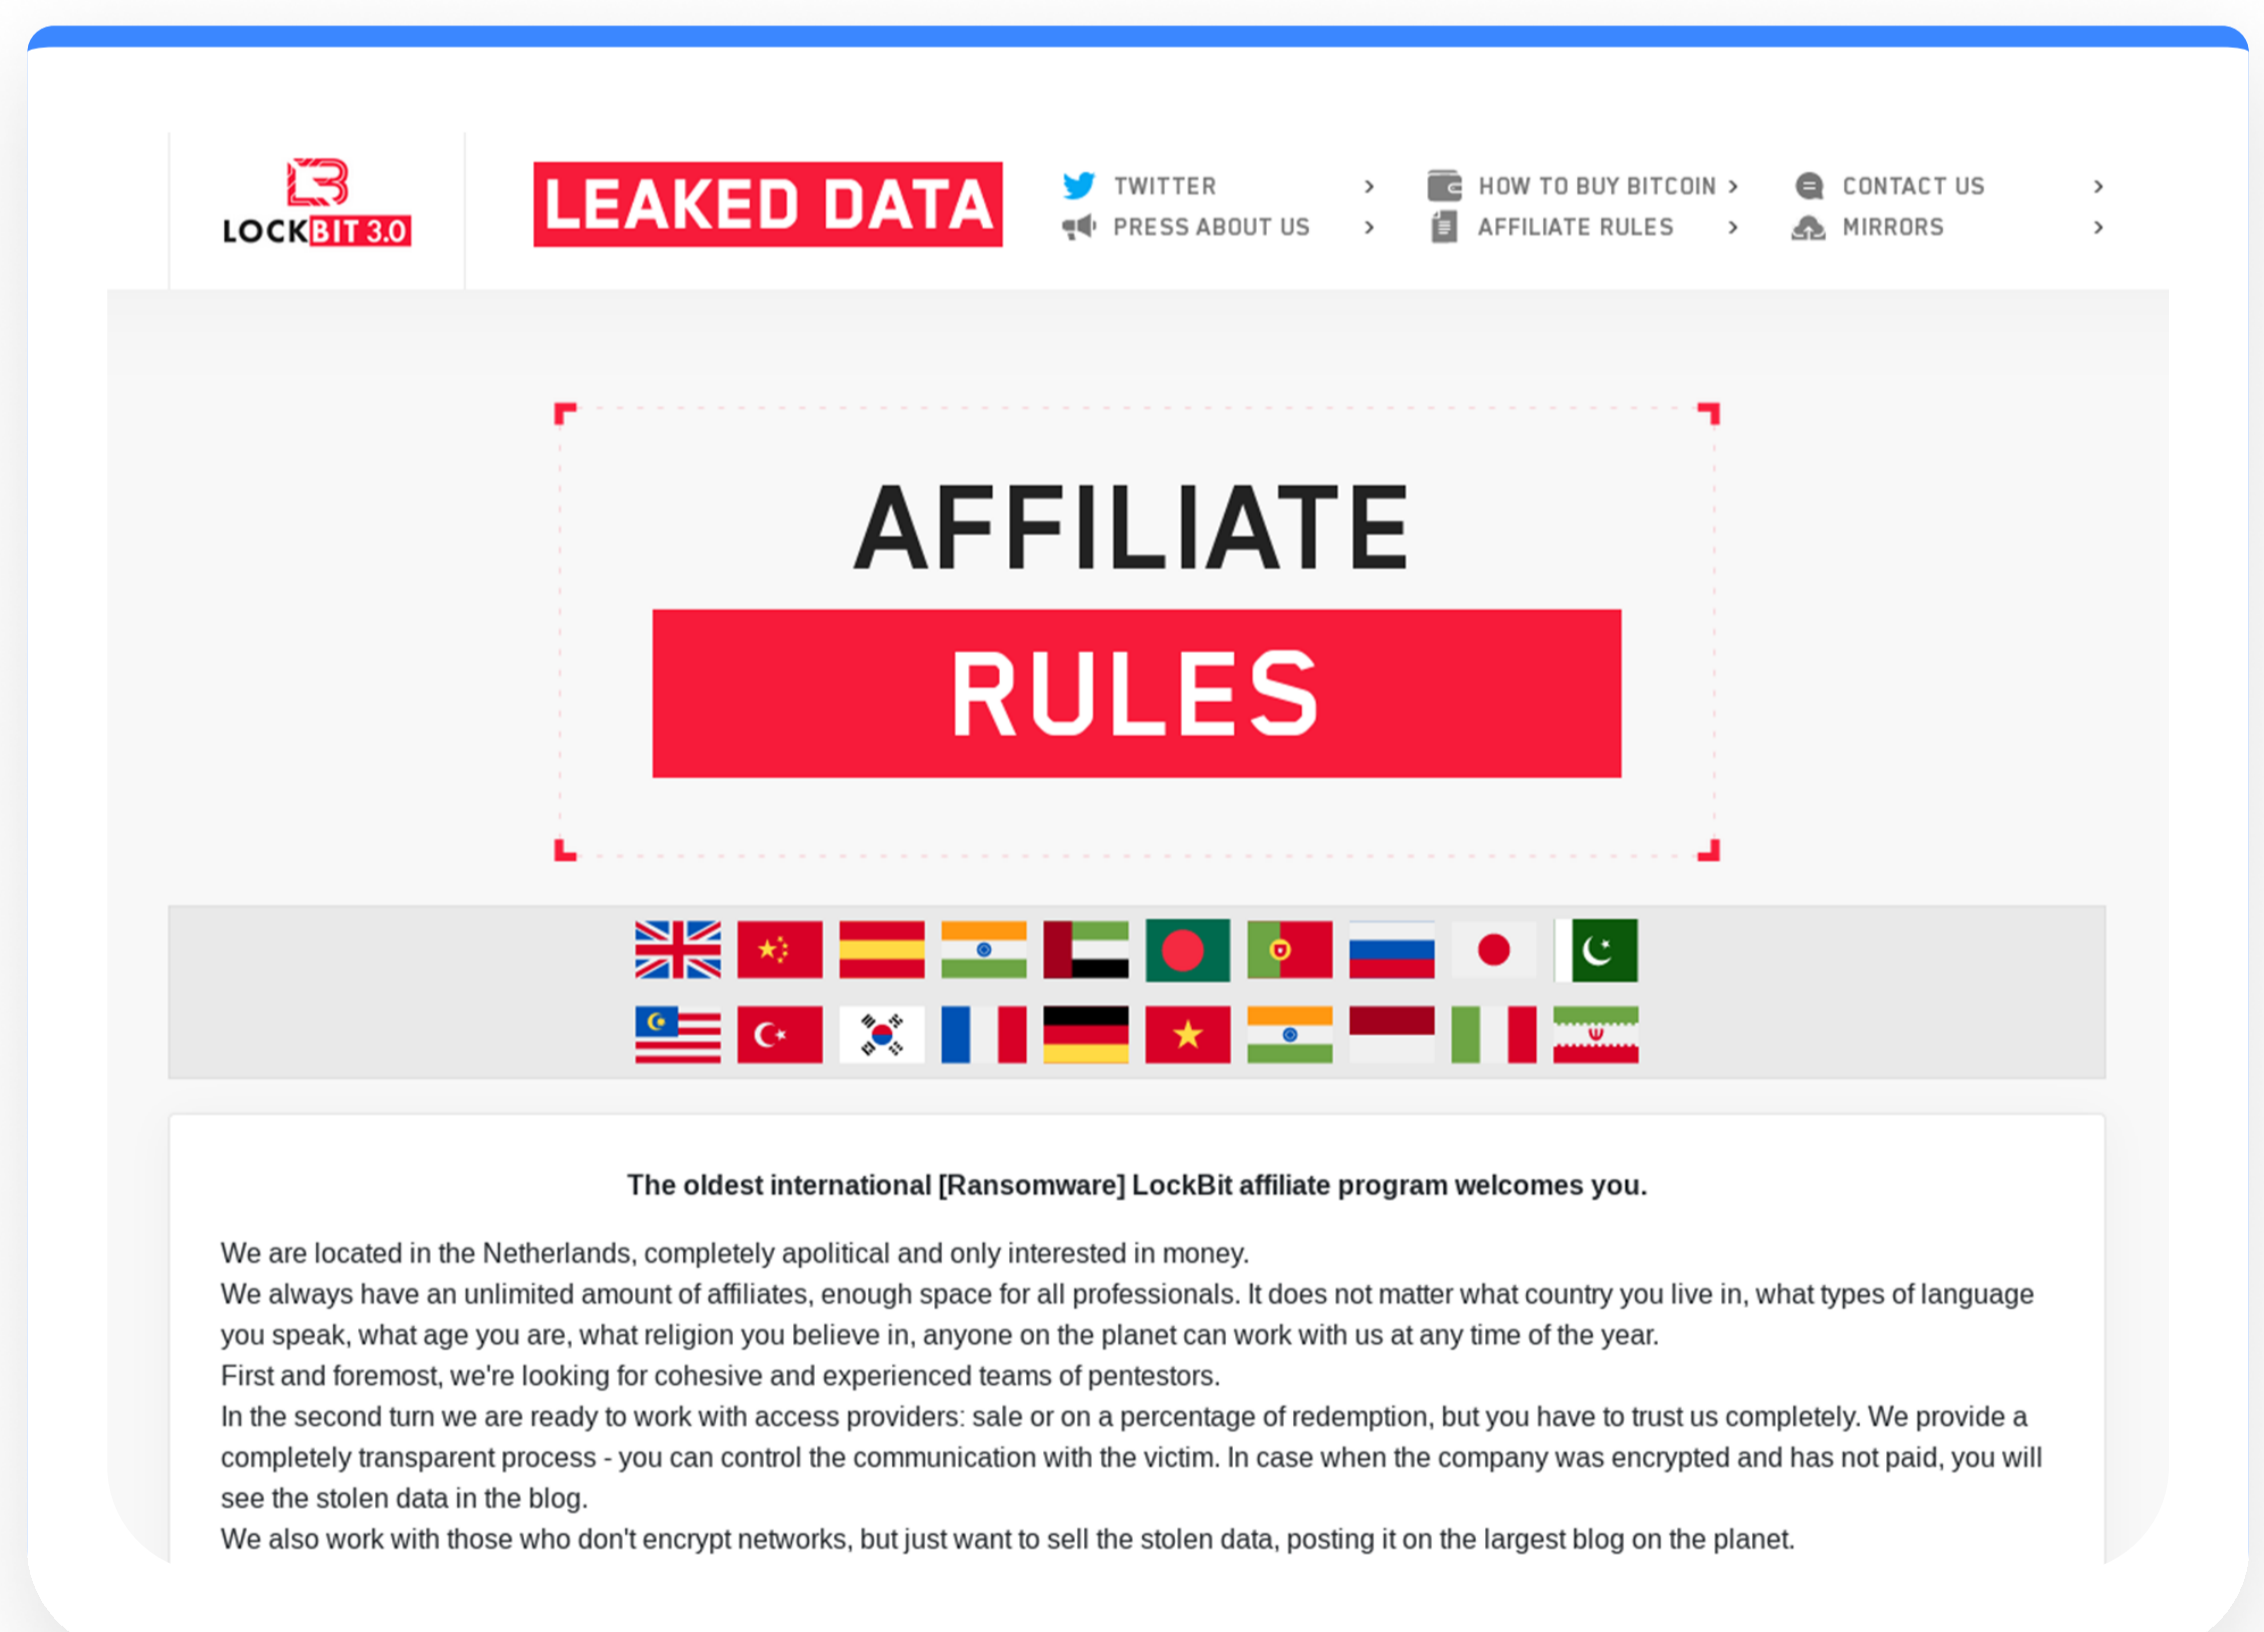 LOCKBIT 3.0
LEAKED DATA
TWITTER
HOW TO BUY BITCOIN
CONTACT US
PRESS ABOUT US
AFFILIATE RULES
MIRRORS
AFFILIATE
RULES
The oldest international [Ransomware] LockBit affiliate program welcomes you.
We are located in the Netherlands, completely apolitical and only interested in money.
We always have an unlimited amount of affiliates, enough space for all professionals. It does not matter what country you live in, what types of language
you speak, what age you are, what religion you believe in, anyone on the planet can work with us at any time of the year.
First and foremost, we're looking for cohesive and experienced teams of pentestors.
In the second turn we are ready to work with access providers: sale or on a percentage of redemption, but you have to trust us completely. We provide a
completely transparent process - you can control the communication with the victim. In case when the company was encrypted and has not paid, you will
see the stolen data in the blog.
We also work with those who don't encrypt networks, but just want to sell the stolen data, posting it on the largest blog on the planet.